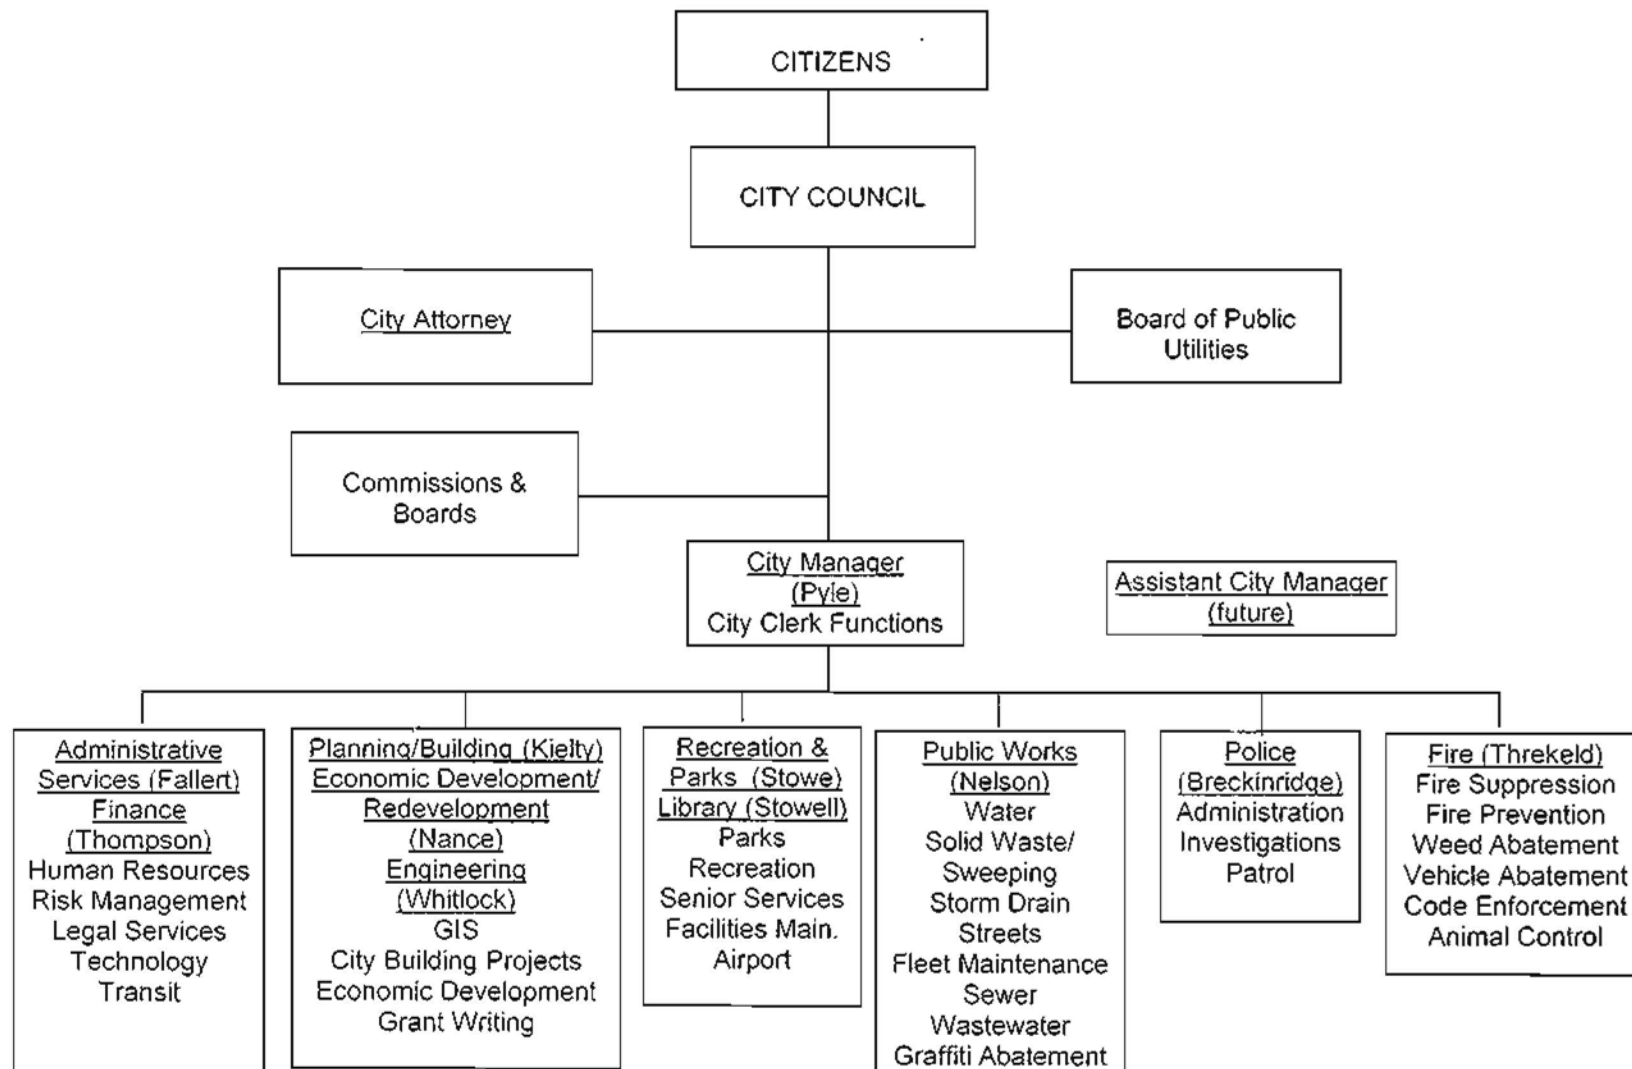 CITIZENS
CITY COUNCIL
City Attorney
Board of Public
Utilities
Commissions &
Boards
City Manager
(Pyle)
City Clerk Functions
Assistant City Manager
(future)
Administrative
Services (Fallert)
Finance
(Thompson)
Human Resources
Risk Management
Legal Services
Technology
Transit
Planning/Building (Kielty)
Economic Development/
Redevelopment
(Nance)
Engineering
(Whitlock)
GIS
City Building Projects
Economic Development
Grant Writing
Recreation &
Parks (Stowe)
Library (Stowell)
Parks
Recreation
Senior Services
Facilities Main.
Airport
Public Works
(Nelson)
Water
Solid Waste/
Sweeping
Storm Drain
Streets
Fleet Maintenance
Sewer
Wastewater
Graffiti Abatement
Police
(Breckinridge)
Administration
Investigations
Patrol
Fire (Threkeld)
Fire Suppression
Fire Prevention
Weed Abatement
Vehicle Abatement
Code Enforcement
Animal Control